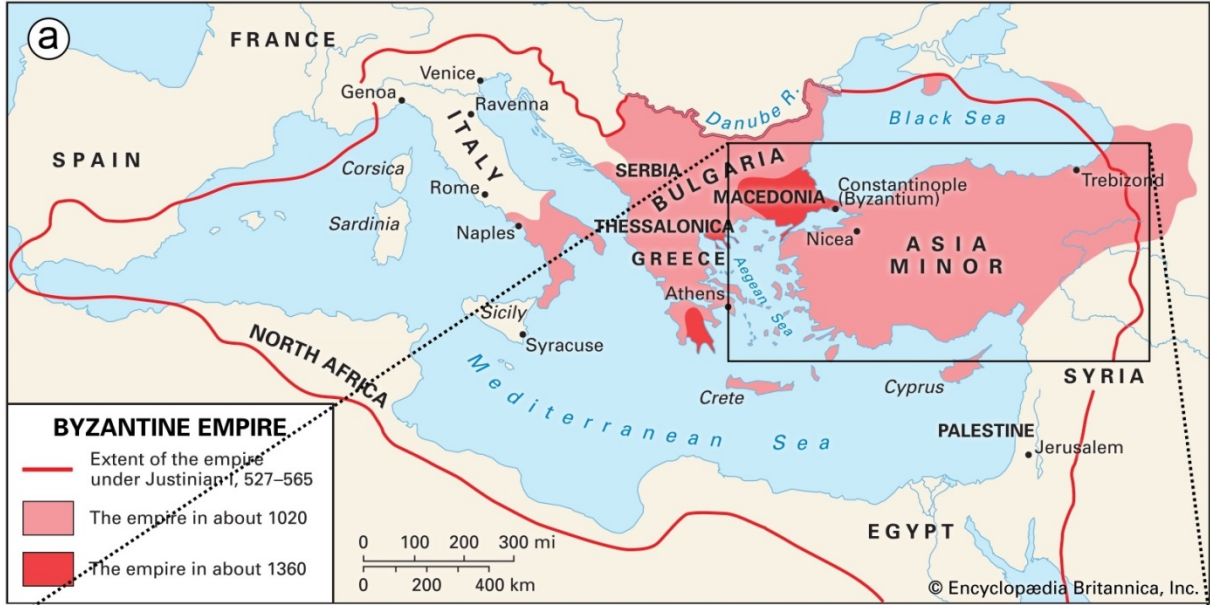 a
FRANCE
SPAIN
Genoa
Venice
Ravenna
ITALY
Corsica
Rome
Sardinia
Naples
Sicily
Syracuse
NORTH AFRICA
Mediterranean Sea
Danube R.
Black Sea
SERBIA
BULGARIA
MACEDONIA
Constantinople
(Byzantium)
Trebizond
THESSALONICA
Nicea
ASIA
MINOR
GREECE
Aegean Sea
Athens
Crete
Cyprus
SYRIA
PALESTINE
Jerusalem
EGYPT
BYZANTINE EMPIRE
Extent of the empire
under Justinian I, 527–565
The empire in about 1020
The empire in about 1360
0 100 200 300 mi
0 200 400 km
© Encyclopædia Britannica, Inc.